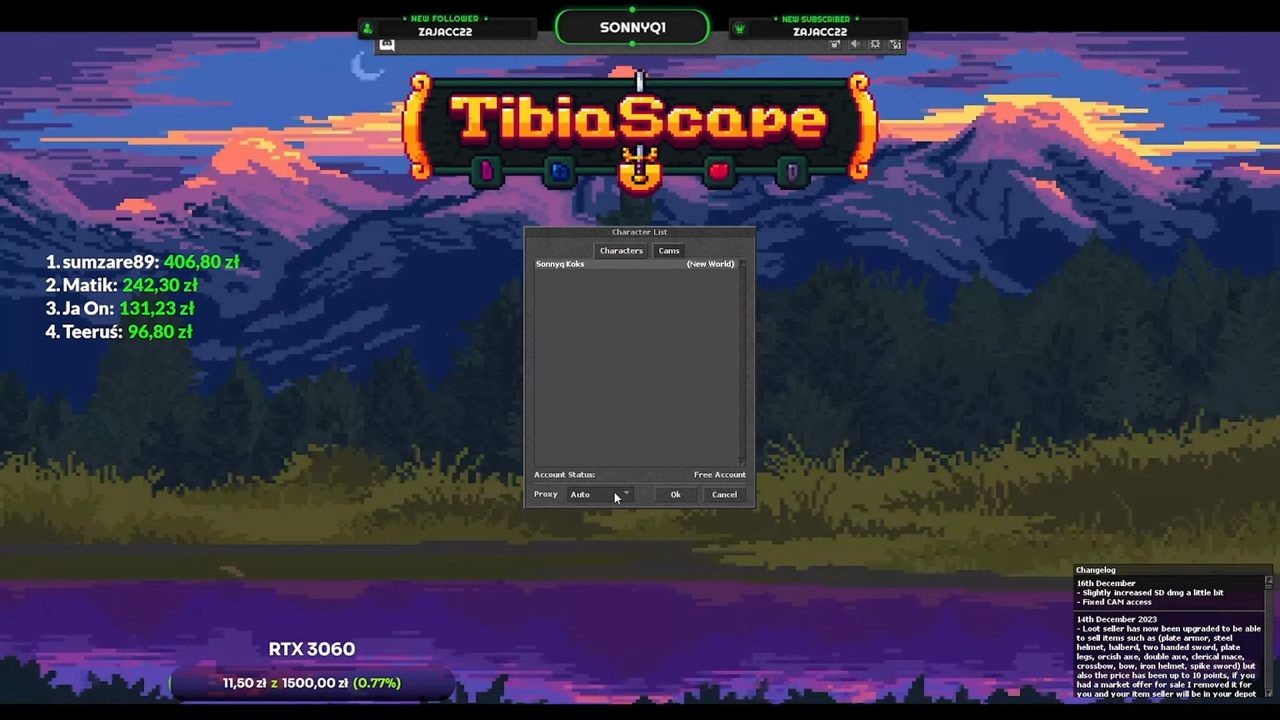 NEW FOLLOWER
ZAJACC22
SONNYQ1
NEW SUBSCRIBER
ZAJACC22
TibiaScape
Character List
Characters
Cams
Sonnyq Koks (New World)
1. sumzare89: 406,80 zł
2. Matik: 242,30 zł
3. Ja On: 131,23 zł
4. Teeruś: 96,80 zł
Account Status: Free Account
Proxy Auto Ok Cancel
Changelog
16th December
- Slightly increased SD dmg a little bit
- Fixed CAM access
14th December 2023
- Loot seller has now been upgraded to be able
to sell items such as (plate armor, steel
helmet, halberd, two handed sword, plate
legs, orcish axe, double axe, clerical mace,
crossbow, bow, iron helmet, spike sword) but
also the price has been up to 10 points, if you
had a market offer for sale I removed it for
you and your item seller will be in your depot
RTX 3060
11,50 zł z 1500,00 zł (0.77%)